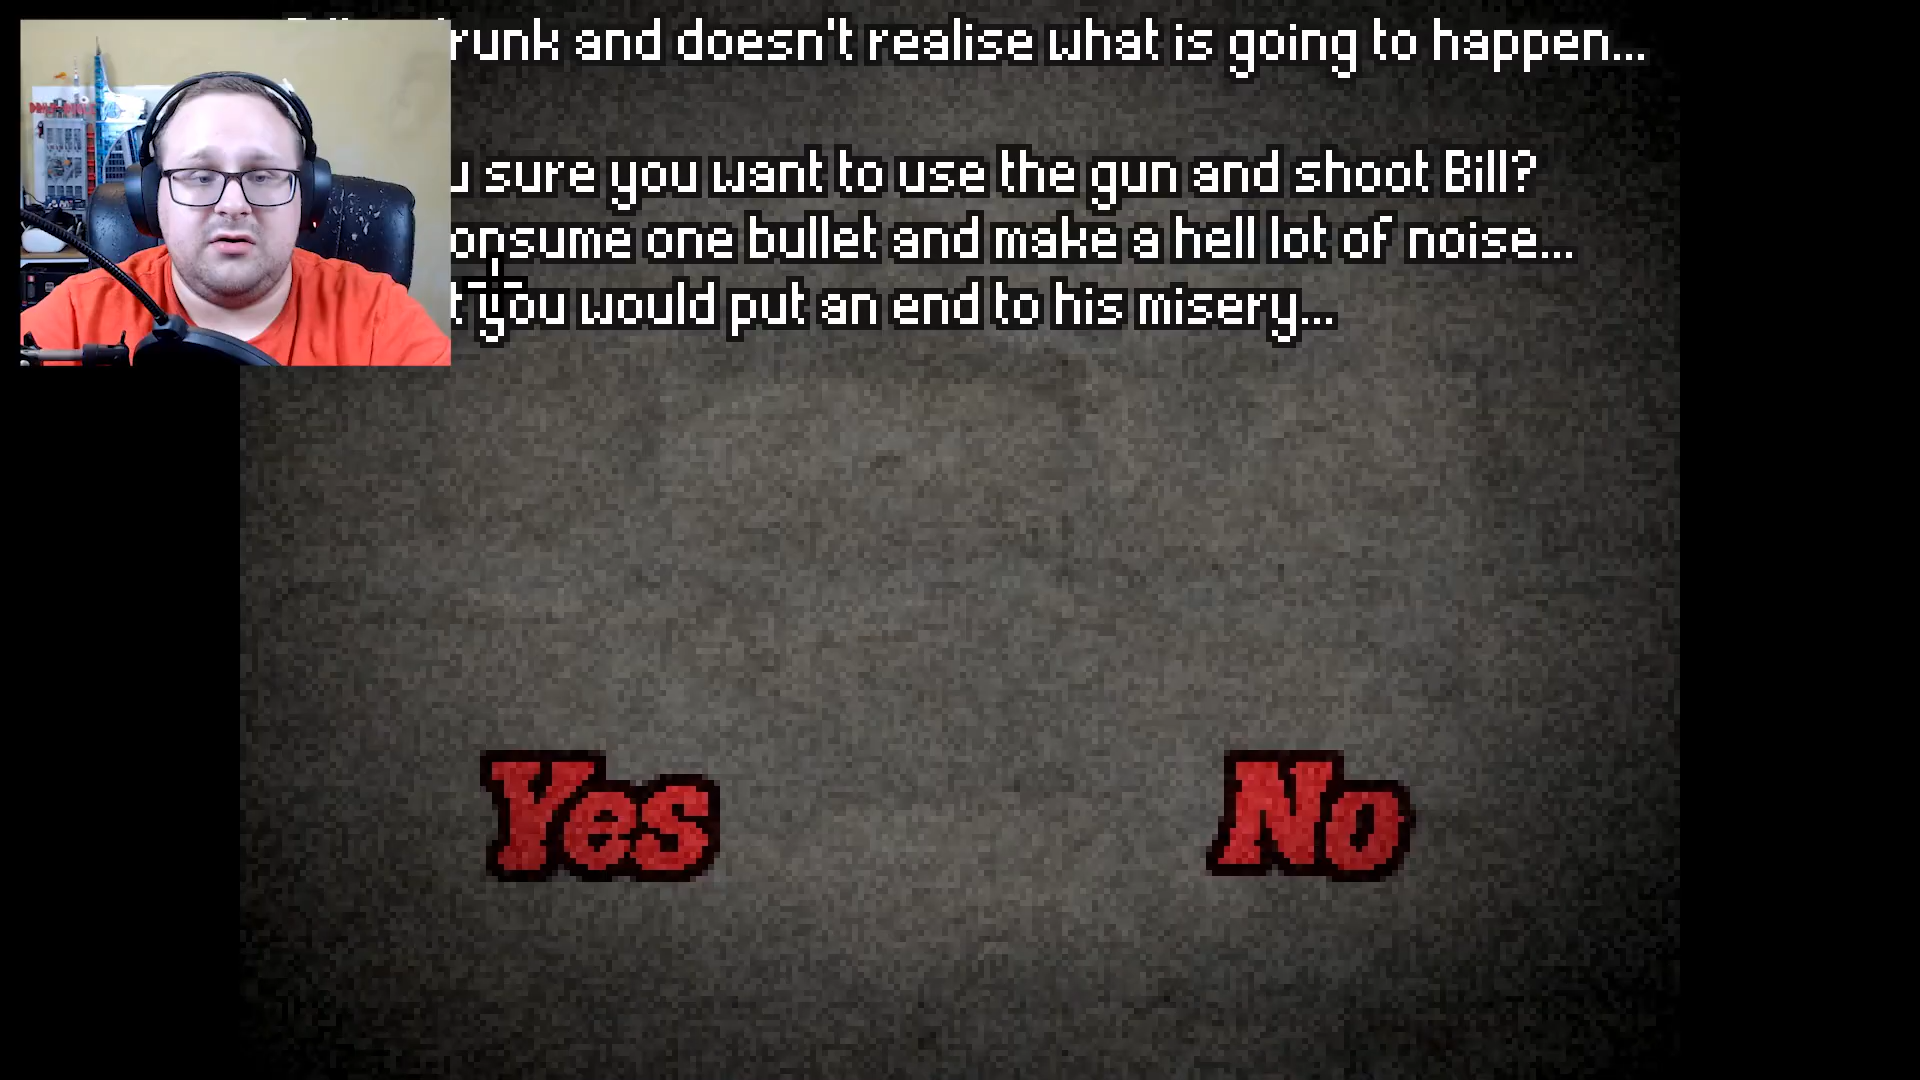 runk and doesn't realise what is going to happen...
u sure you want to use the gun and shoot Bill?
onsume one bullet and make a hell lot of noise...
t you would put an end to his misery...
Yes No